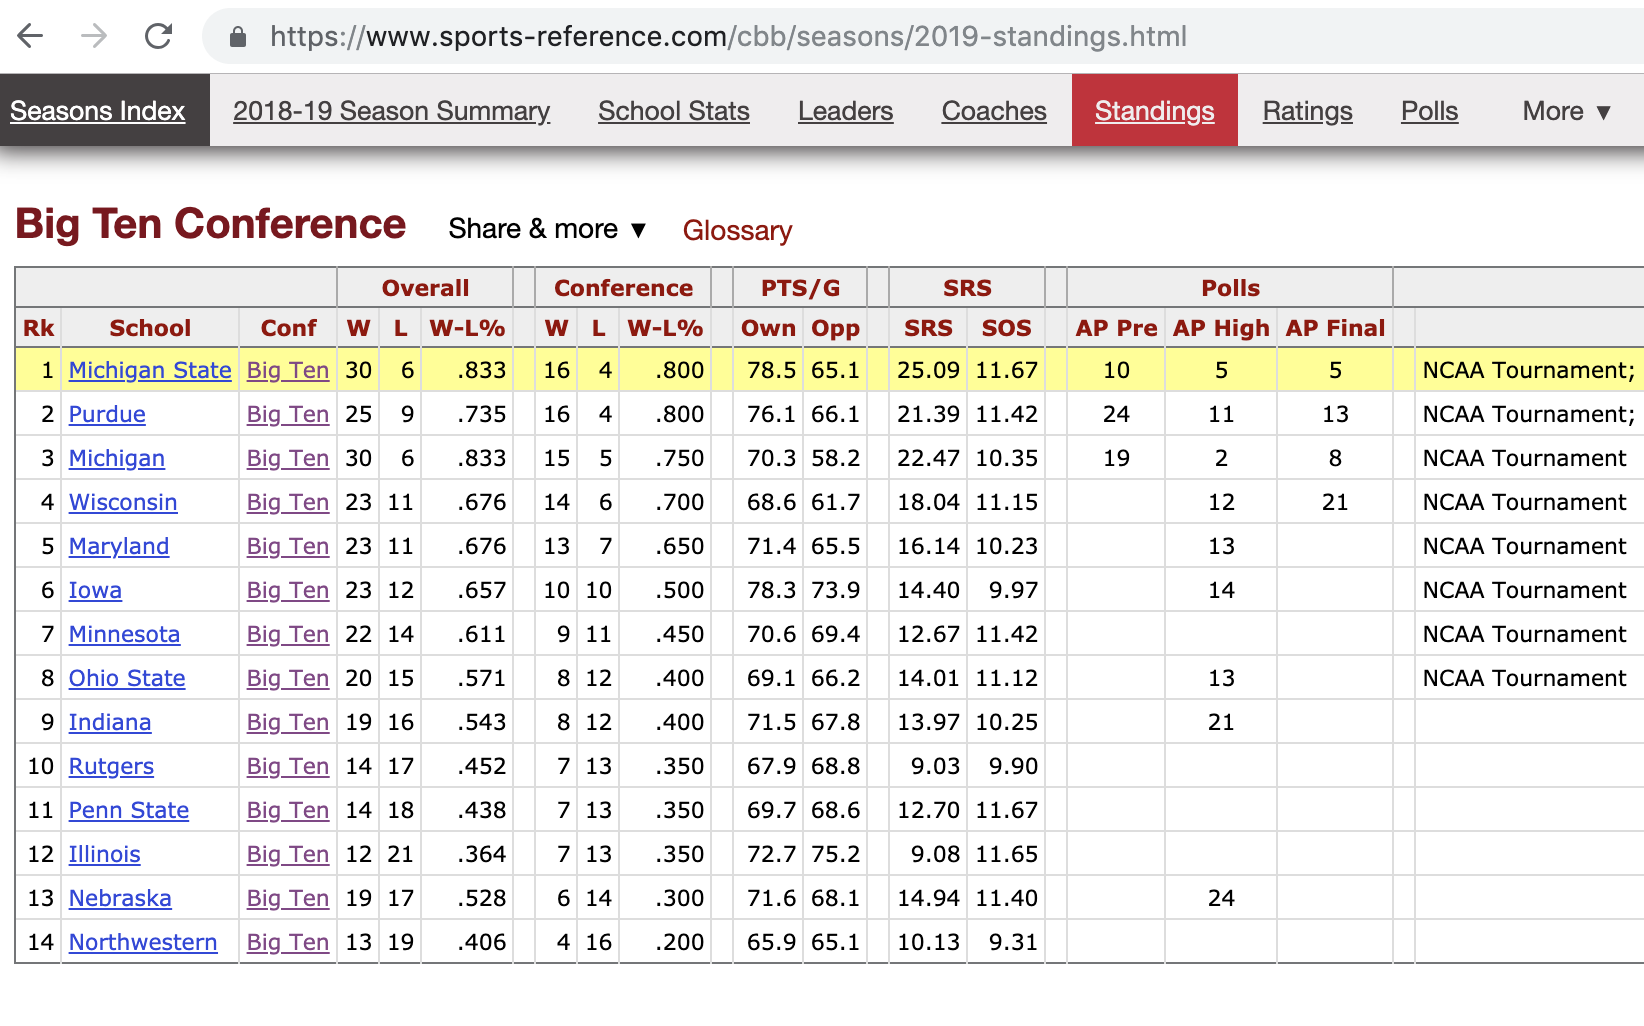 https://www.sports-reference.com/cbb/seasons/2019-standings.html
Seasons Index 2018-19 Season Summary School Stats Leaders Coaches Standings Ratings Polls More ▼
Big Ten Conference Share & more ▼ Glossary
Overall Conference PTS/G SRS Polls
Rk School Conf W L W-L% W L W-L% Own Opp SRS SOS AP Pre AP High AP Final
1 Michigan State Big Ten 30 6 .833 16 4 .800 78.5 65.1 25.09 11.67 10 5 5 NCAA Tournament;
2 Purdue Big Ten 25 9 .735 16 4 .800 76.1 66.1 21.39 11.42 24 11 13 NCAA Tournament;
3 Michigan Big Ten 30 6 .833 15 5 .750 70.3 58.2 22.47 10.35 19 2 8 NCAA Tournament
4 Wisconsin Big Ten 23 11 .676 14 6 .700 68.6 61.7 18.04 11.15 12 21 NCAA Tournament
5 Maryland Big Ten 23 11 .676 13 7 .650 71.4 65.5 16.14 10.23 13 NCAA Tournament
6 Iowa Big Ten 23 12 .657 10 10 .500 78.3 73.9 14.40 9.97 14 NCAA Tournament
7 Minnesota Big Ten 22 14 .611 9 11 .450 70.6 69.4 12.67 11.42 NCAA Tournament
8 Ohio State Big Ten 20 15 .571 8 12 .400 69.1 66.2 14.01 11.12 13 NCAA Tournament
9 Indiana Big Ten 19 16 .543 8 12 .400 71.5 67.8 13.97 10.25 21
10 Rutgers Big Ten 14 17 .452 7 13 .350 67.9 68.8 9.03 9.90
11 Penn State Big Ten 14 18 .438 7 13 .350 69.7 68.6 12.70 11.67
12 Illinois Big Ten 12 21 .364 7 13 .350 72.7 75.2 9.08 11.65
13 Nebraska Big Ten 19 17 .528 6 14 .300 71.6 68.1 14.94 11.40 24
14 Northwestern Big Ten 13 19 .406 4 16 .200 65.9 65.1 10.13 9.31